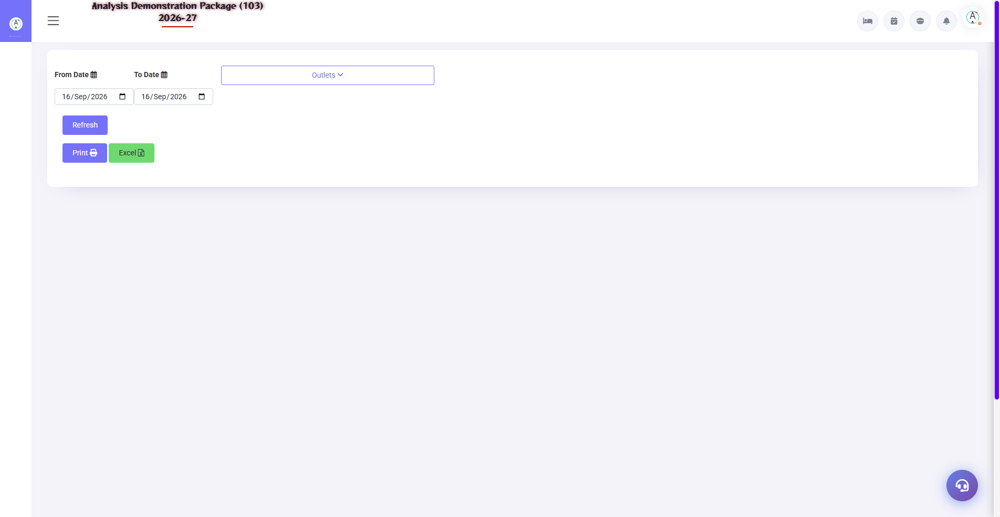 Analysis Demonstration Package (103)
2026-27
From Date
To Date
Outlets
16/Sep/2026
16/Sep/2026
Refresh
Print
Excel